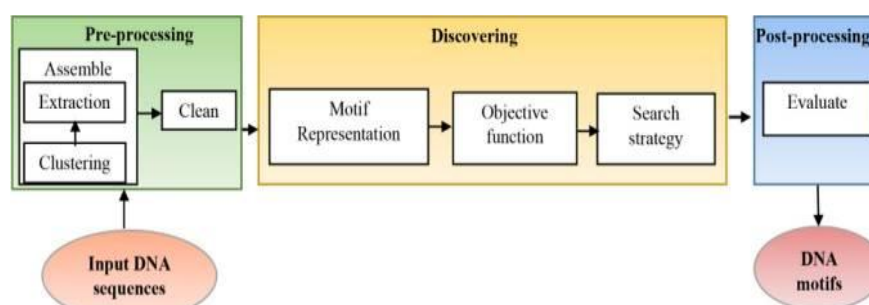 Pre-processing
Assemble
Extraction
Clustering
Clean
Discovering
Motif
Representation
Objective
function
Search
strategy
Post-processing
Evaluate
Input DNA
sequences
DNA
motifs